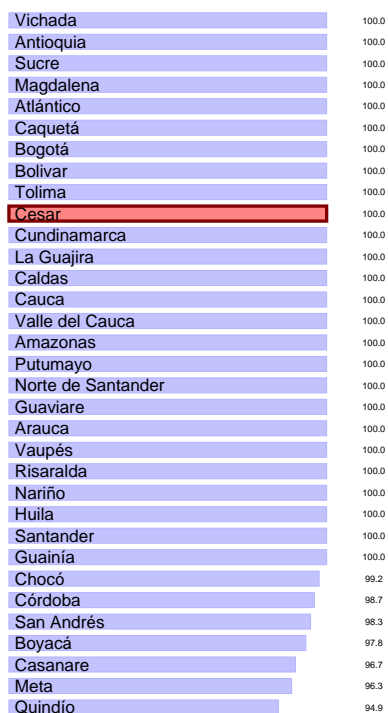 Vichada 100.0
Antioquia 100.0
Sucre 100.0
Magdalena 100.0
Atlántico 100.0
Caquetá 100.0
Bogotá 100.0
Bolivar 100.0
Tolima 100.0
Cesar 100.0
Cundinamarca 100.0
La Guajira 100.0
Caldas 100.0
Cauca 100.0
Valle del Cauca 100.0
Amazonas 100.0
Putumayo 100.0
Norte de Santander 100.0
Guaviare 100.0
Arauca 100.0
Vaupés 100.0
Risaralda 100.0
Nariño 100.0
Huila 100.0
Santander 100.0
Guainía 100.0
Chocó 99.2
Córdoba 98.7
San Andrés 98.3
Boyacá 97.8
Casanare 96.7
Meta 96.3
Quindío 94.9